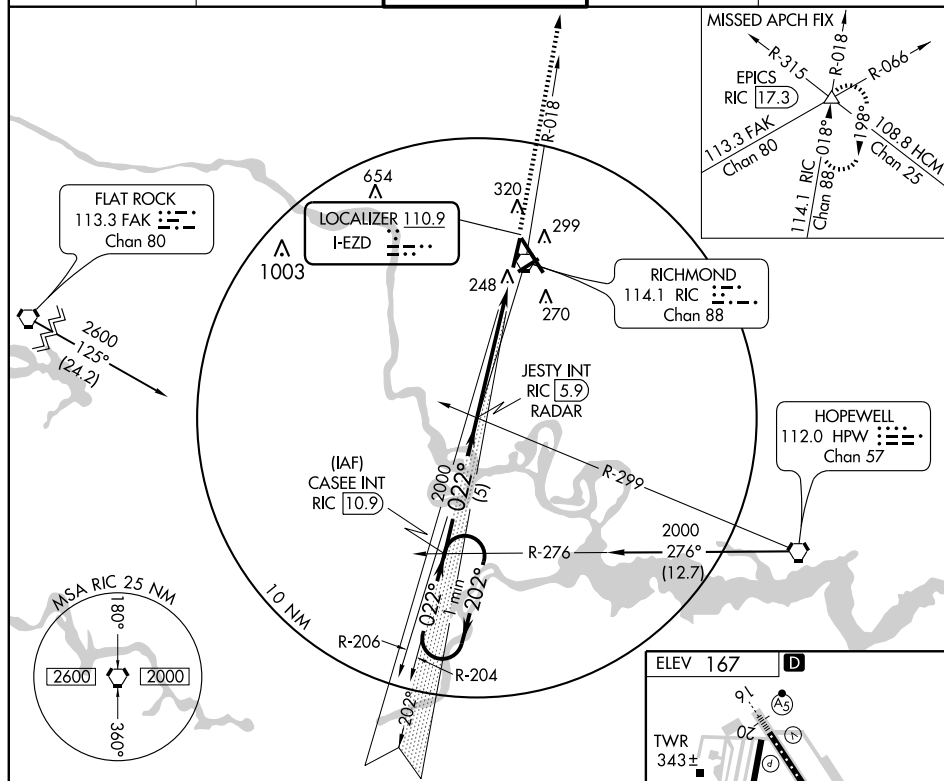 MISSED APCH FIX
R-315
R-018
R-066
EPICS
RIC 17.3
113.3 FAK
Chan 80
018°
198°
108.8 HCM
Chan 25
114.1 RIC
Chan 88
R-018
654
320
299
FLAT ROCK
113.3 FAK
Chan 80
LOCALIZER 110.9
I-EZD
1003
248
270
RICHMOND
114.1 RIC
Chan 88
2600
125°
(24.2)
JESTY INT
RIC 5.9
RADAR
HOPEWELL
112.0 HPW
Chan 57
(IAF)
CASEE INT
RIC 10.9
2000
022°
(5)
R-299
R-276
2000
276°
(12.7)
022°
1 min
202°
10 NM
MSA RIC 25 NM
180°
2600
2000
360°
R-206
R-204
202°
ELEV 167
D
16
A5
20
TWR
343±
A
P